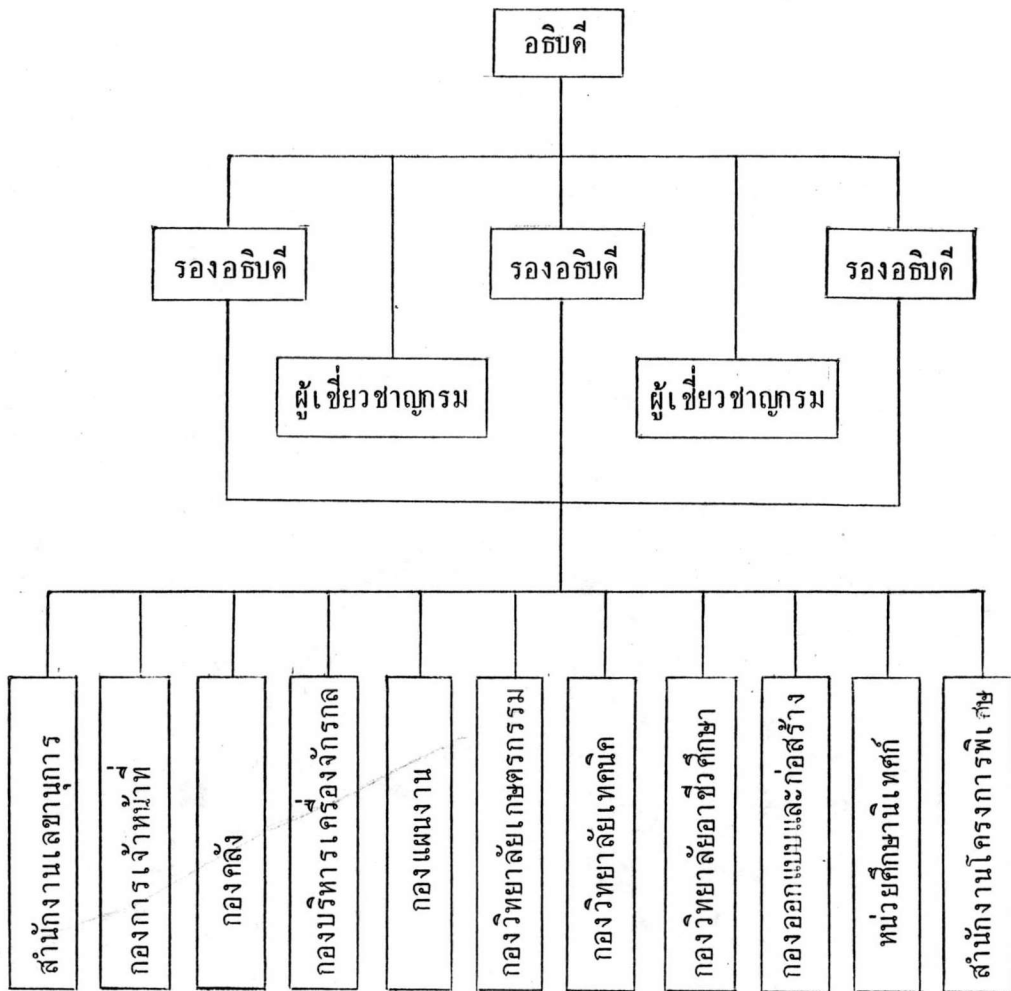 อธิบดี
รองอธิบดี
รองอธิบดี
รองอธิบดี
ผู้เชี่ยวชาญกรม
ผู้เชี่ยวชาญกรม
สำนักงานเลขานุการ
กองการเจ้าหน้าที่
กองคลัง
กองบริหารเครื่องจักรกล
กองแผนงาน
กองวิทยาลัยเกษตรกรรม
กองวิทยาลัยเทคนิค
กองวิทยาลัยอาชีวศึกษา
กองออกแบบและก่อสร้าง
หน่วยศึกษานิเทศก์
สำนักงานโครงการพิเศษ